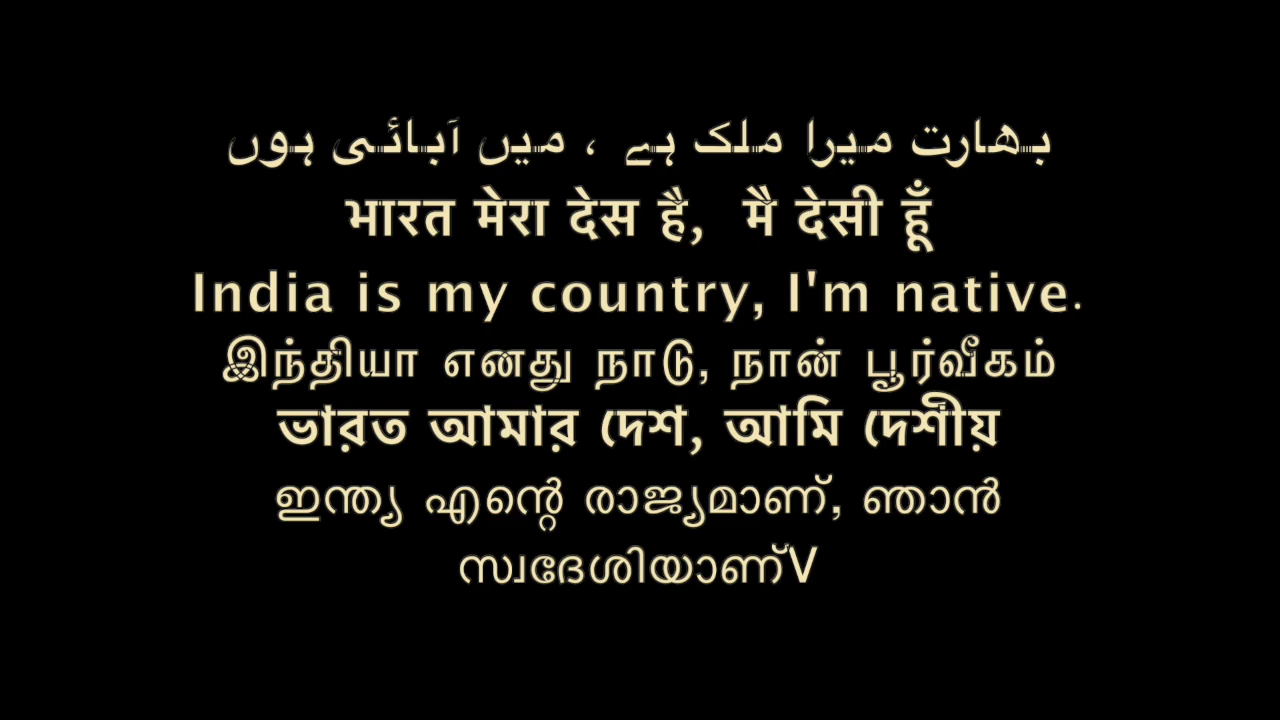 بھارت میرا ملک ہے ، میں آبائی ہوں
भारत मेरा देस है, मै देसी हूँ
India is my country, I'm native.
இந்தியா எனது நாடு, நான் பூர்வீகம்
ভারত আমার দেশ, আমি দেশীয়
ഇന്ത്യ എന്റെ രാജ്യമാണ്, ഞാൻ
സ്വദേശിയാണ്V